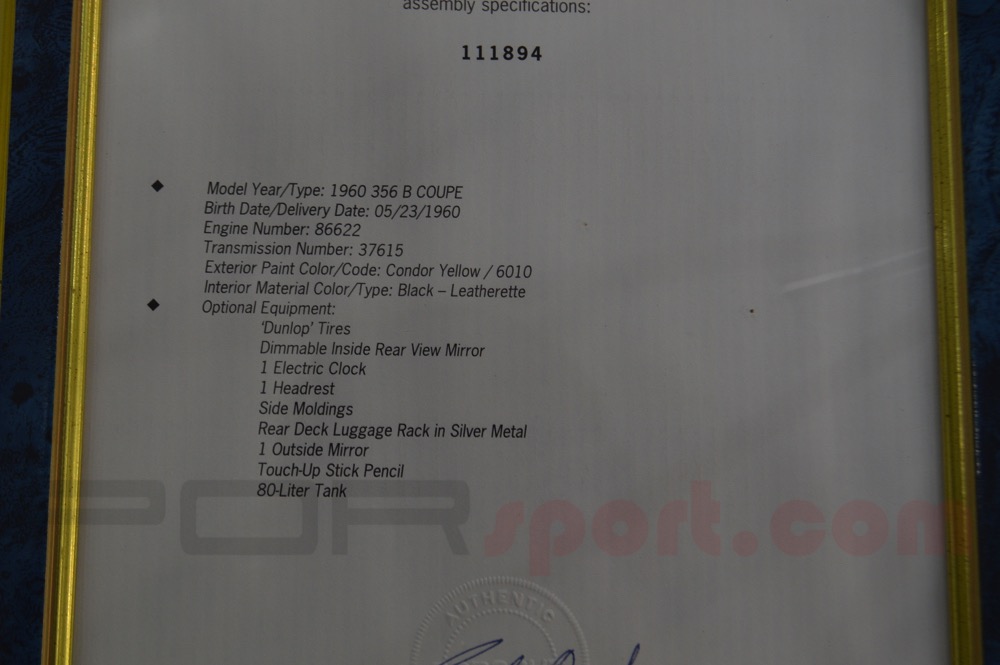 assembly specifications:
111894
◆ Model Year/Type: 1960 356 B COUPE
Birth Date/Delivery Date: 05/23/1960
Engine Number: 86622
Transmission Number: 37615
Exterior Paint Color/Code: Condor Yellow / 6010
Interior Material Color/Type: Black – Leatherette
◆ Optional Equipment:
'Dunlop' Tires
Dimmable Inside Rear View Mirror
1 Electric Clock
1 Headrest
Side Moldings
Rear Deck Luggage Rack in Silver Metal
1 Outside Mirror
Touch-Up Stick Pencil
80-Liter Tank
PORsport.com
AUTHENTIC